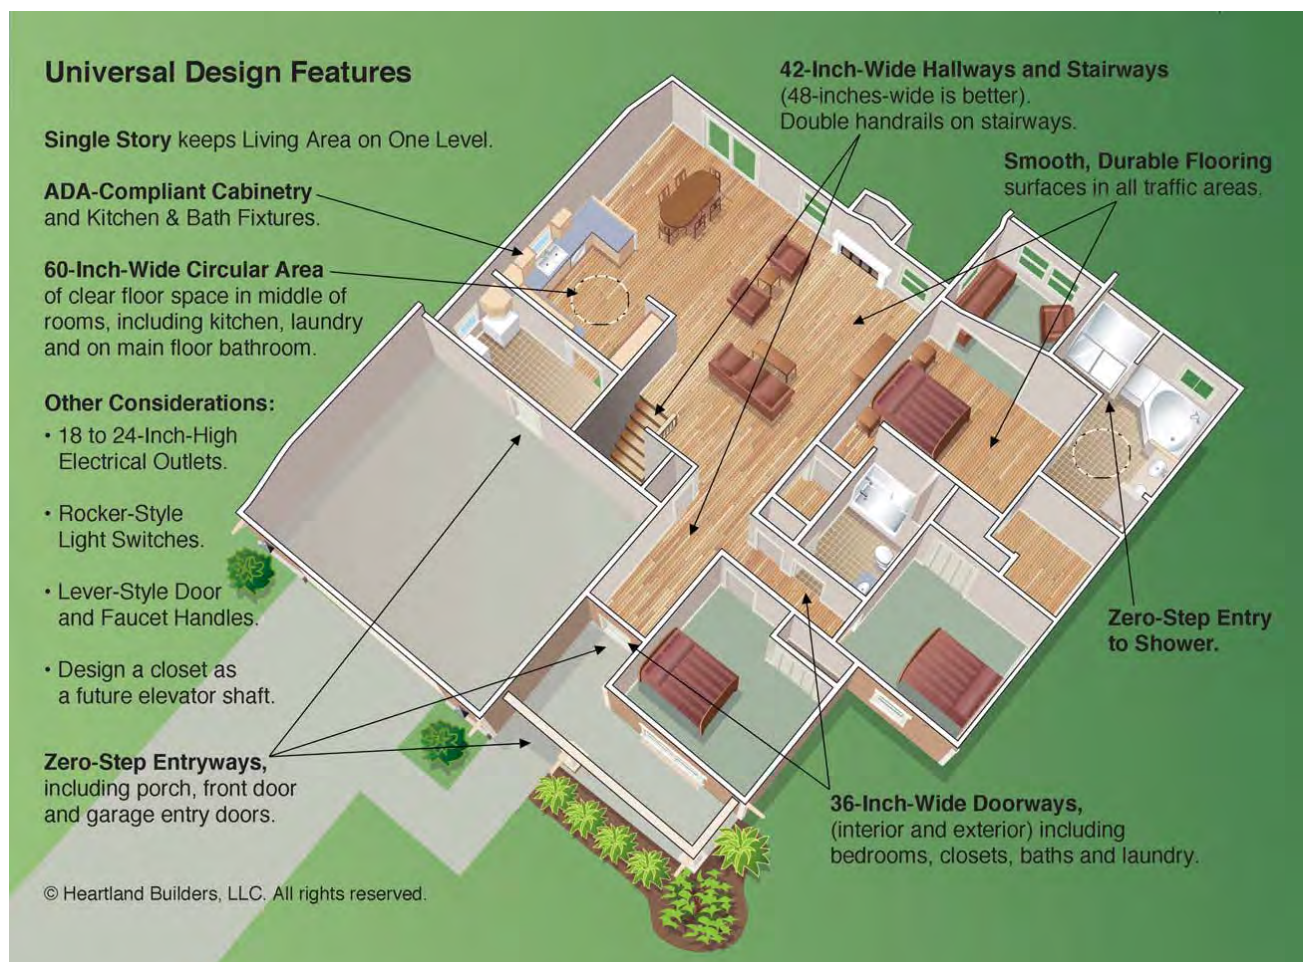 Universal Design Features
Single Story keeps Living Area on One Level.
ADA-Compliant Cabinetry
and Kitchen & Bath Fixtures.
60-Inch-Wide Circular Area
of clear floor space in middle of
rooms, including kitchen, laundry
and on main floor bathroom.
Other Considerations:
• 18 to 24-Inch-High
Electrical Outlets.
• Rocker-Style
Light Switches.
• Lever-Style Door
and Faucet Handles.
• Design a closet as
a future elevator shaft.
Zero-Step Entryways,
including porch, front door
and garage entry doors.
© Heartland Builders, LLC. All rights reserved.
42-Inch-Wide Hallways and Stairways
(48-inches-wide is better).
Double handrails on stairways.
Smooth, Durable Flooring
surfaces in all traffic areas.
Zero-Step Entry
to Shower.
36-Inch-Wide Doorways,
(interior and exterior) including
bedrooms, closets, baths and laundry.